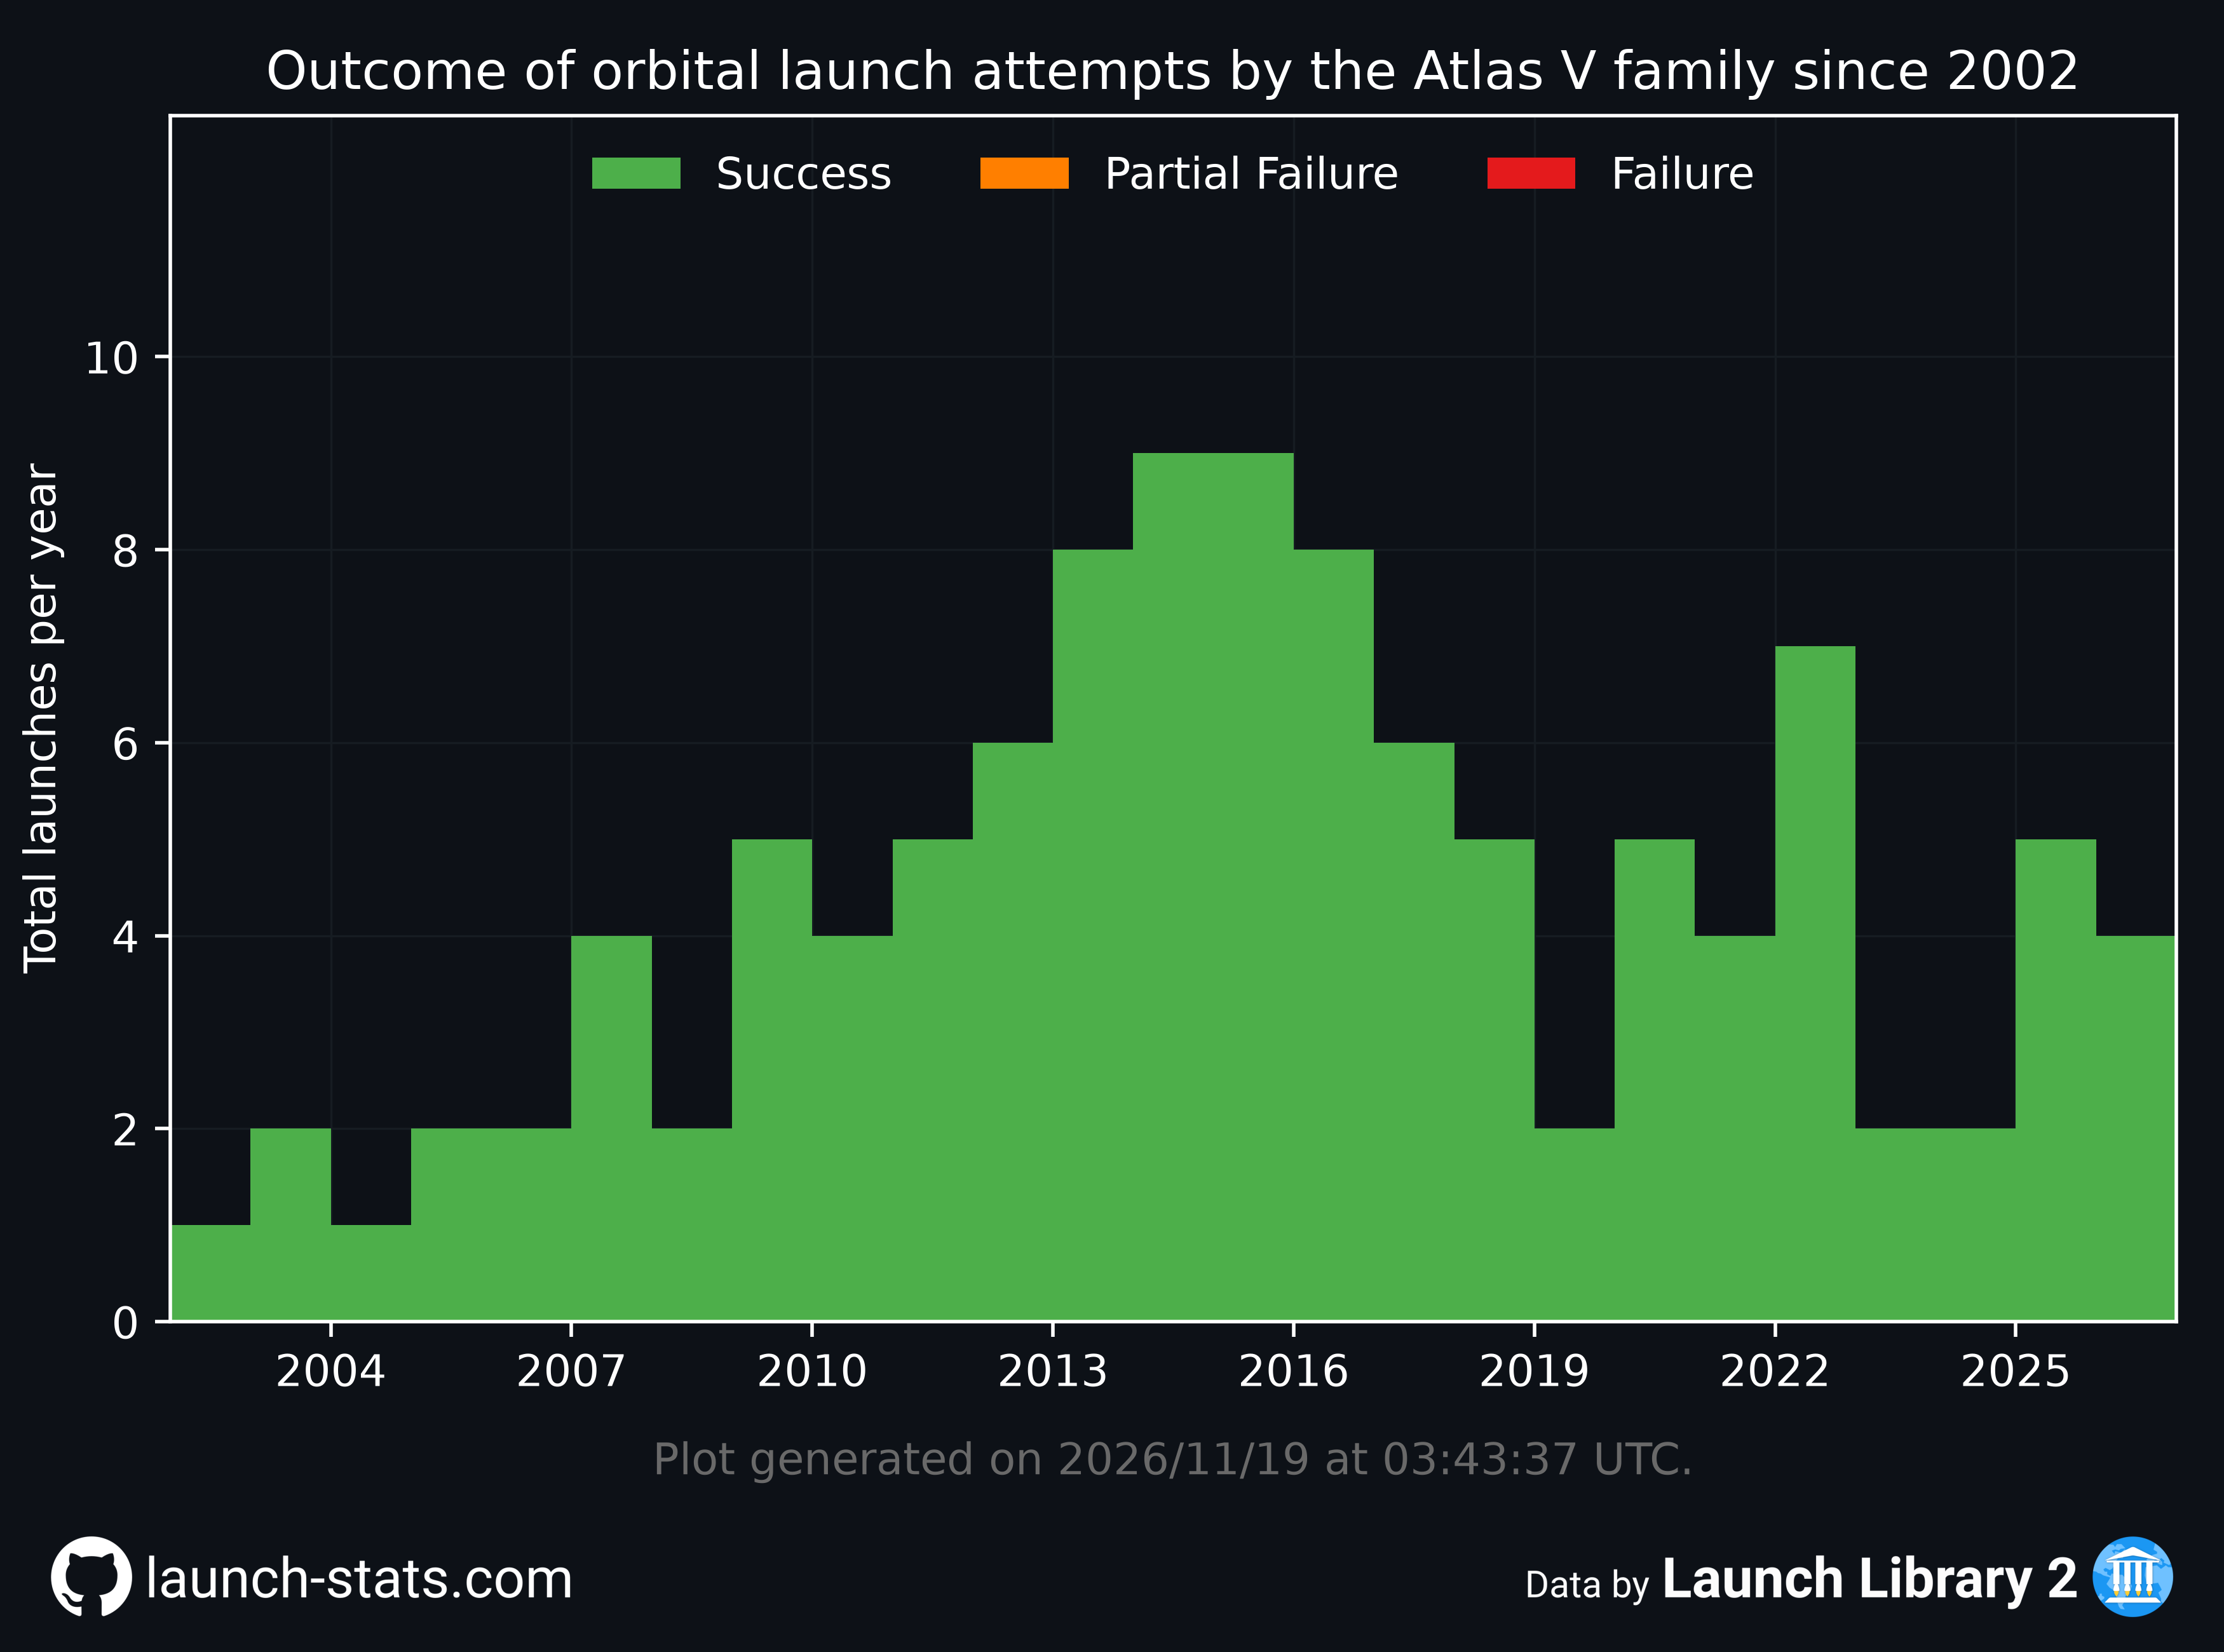 Outcome of orbital launch attempts by the Atlas V family since 2002
Success Partial Failure Failure
Total launches per year
10
8
6
4
2
0
2004 2007 2010 2013 2016 2019 2022 2025
Plot generated on 2026/11/19 at 03:43:37 UTC.
launch-stats.com
Data by Launch Library 2